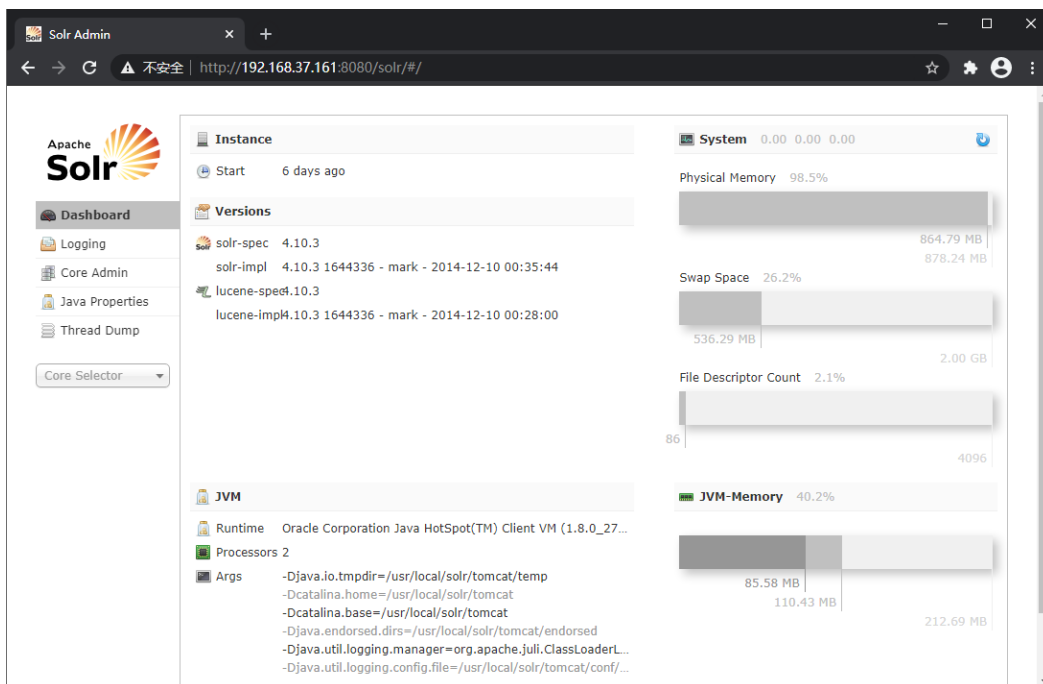 Solr Admin
不安全 | http://192.168.37.161:8080/solr/#/
Apache
Solr
Dashboard
Logging
Core Admin
Java Properties
Thread Dump
Core Selector
Instance
Start 6 days ago
Versions
solr-spec 4.10.3
solr-impl 4.10.3 1644336 - mark - 2014-12-10 00:35:44
lucene-spec 4.10.3
lucene-impl 4.10.3 1644336 - mark - 2014-12-10 00:28:00
System 0.00 0.00 0.00
Physical Memory 98.5%
864.79 MB
878.24 MB
Swap Space 26.2%
536.29 MB
2.00 GB
File Descriptor Count 2.1%
86
4096
JVM
Runtime Oracle Corporation Java HotSpot(TM) Client VM (1.8.0_27...
Processors 2
Args -Djava.io.tmpdir=/usr/local/solr/tomcat/temp
-Dcatalina.home=/usr/local/solr/tomcat
-Dcatalina.base=/usr/local/solr/tomcat
-Djava.endorsed.dirs=/usr/local/solr/tomcat/endorsed
-Djava.util.logging.manager=org.apache.juli.ClassLoaderL...
-Djava.util.logging.config.file=/usr/local/solr/tomcat/conf/...
JVM-Memory 40.2%
85.58 MB
110.43 MB
212.69 MB